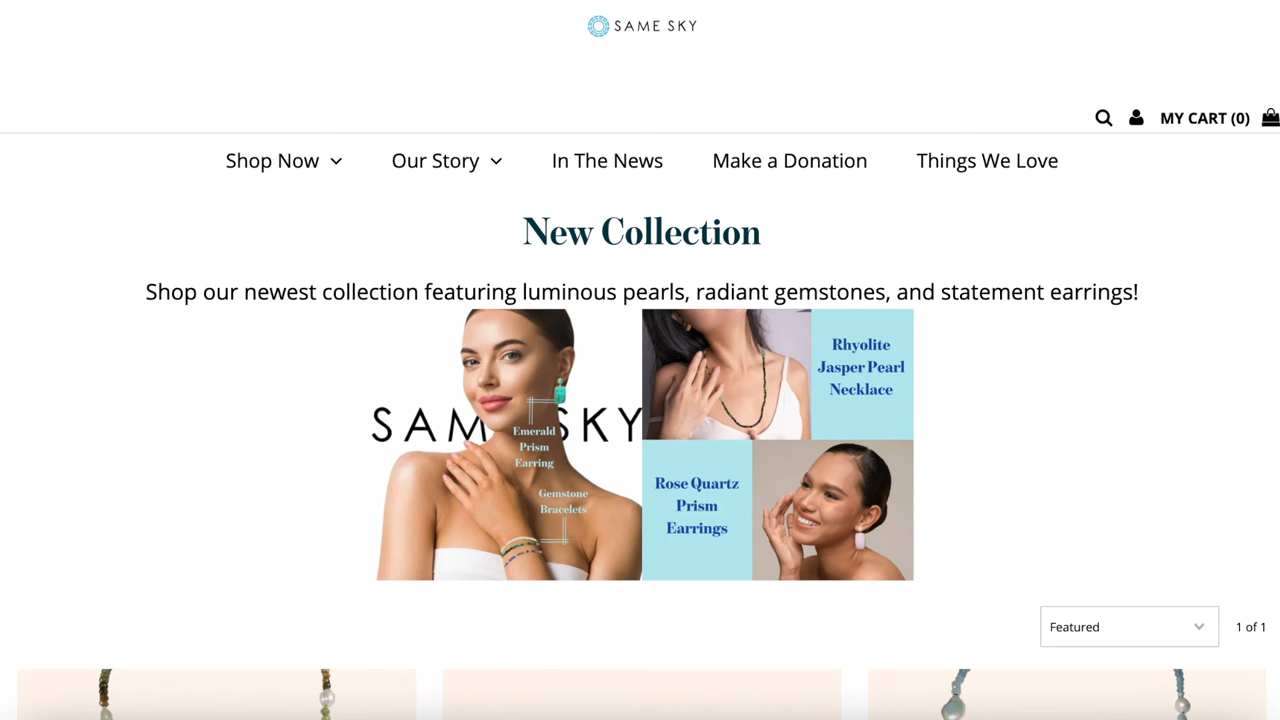 SAME SKY
MY CART (0)
Shop Now
Our Story
In The News
Make a Donation
Things We Love
New Collection
Shop our newest collection featuring luminous pearls, radiant gemstones, and statement earrings!
SAME SKY
Emerald
Prism
Earring
Gemstone
Bracelets
Rhyolite
Jasper Pearl
Necklace
Rose Quartz
Prism
Earrings
Featured
1 of 1